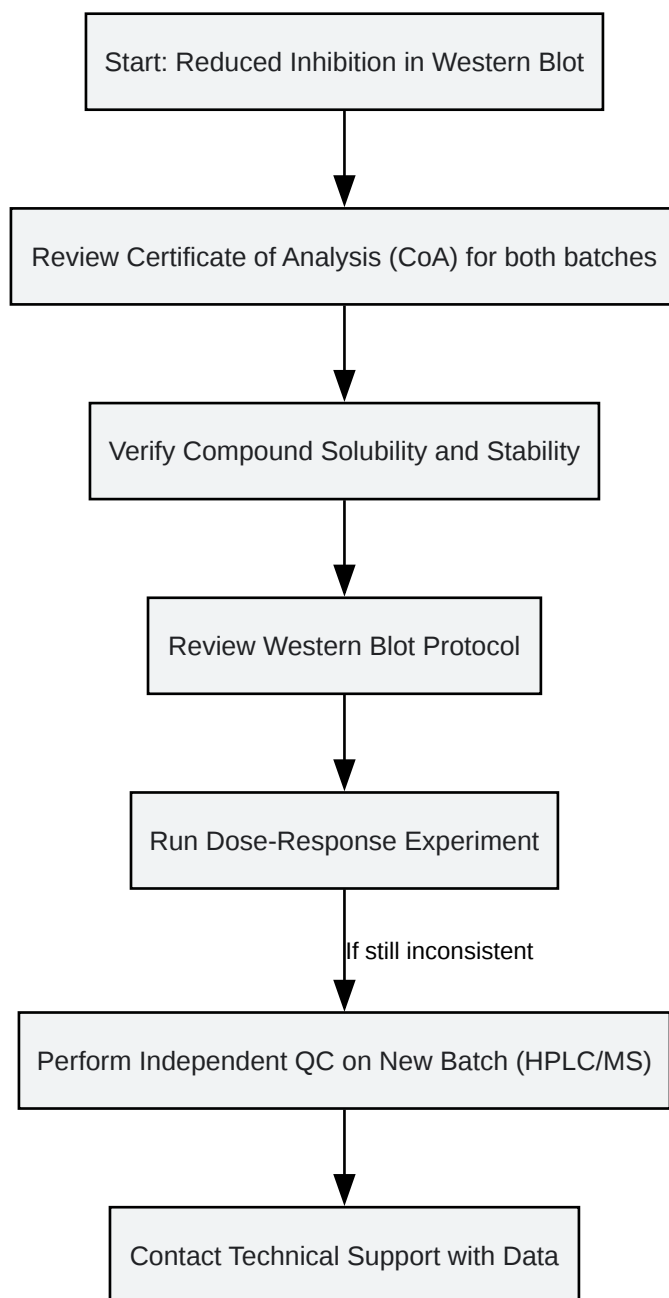 Start: Reduced Inhibition in Western Blot
Review Certificate of Analysis (CoA) for both batches
Verify Compound Solubility and Stability
Review Western Blot Protocol
Run Dose-Response Experiment
If still inconsistent
Perform Independent QC on New Batch (HPLC/MS)
Contact Technical Support with Data